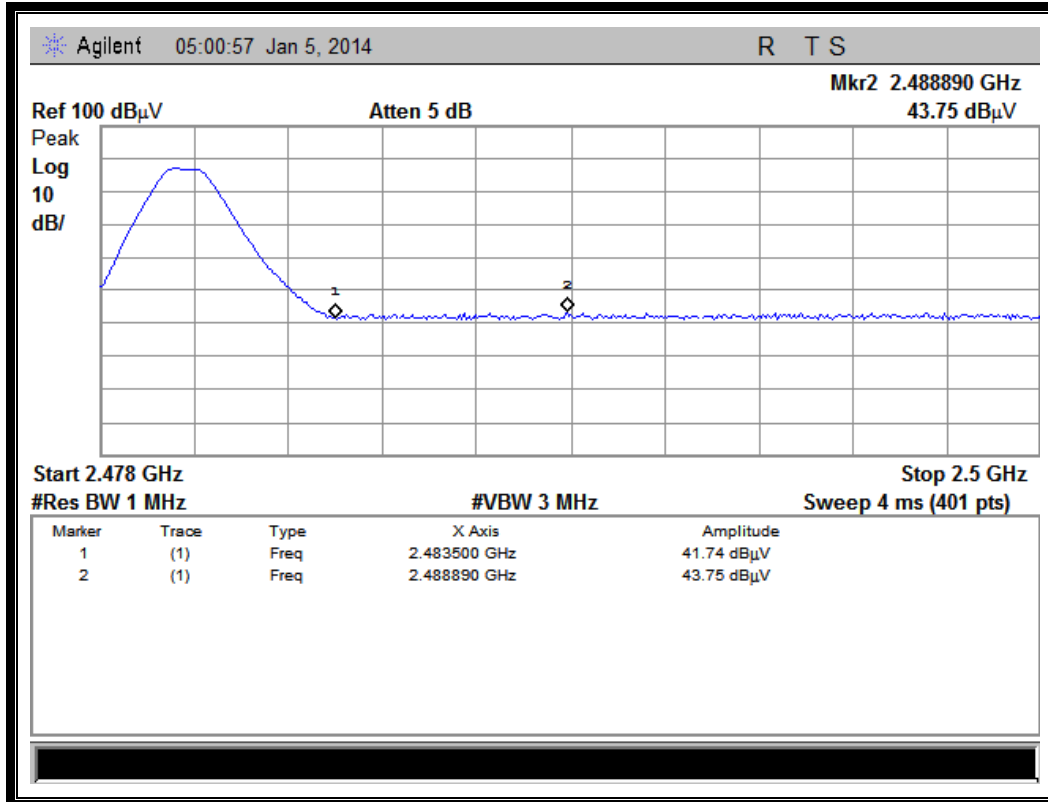 Agilent 05:00:57 Jan 5, 2014 R T S
Mkr2 2.488890 GHz
Ref 100 dBµV Atten 5 dB 43.75 dBµV
Peak
Log
10
dB/
1
2
Start 2.478 GHz Stop 2.5 GHz
#Res BW 1 MHz #VBW 3 MHz Sweep 4 ms (401 pts)
Marker Trace Type X Axis Amplitude
1 (1) Freq 2.483500 GHz 41.74 dBµV
2 (1) Freq 2.488890 GHz 43.75 dBµV